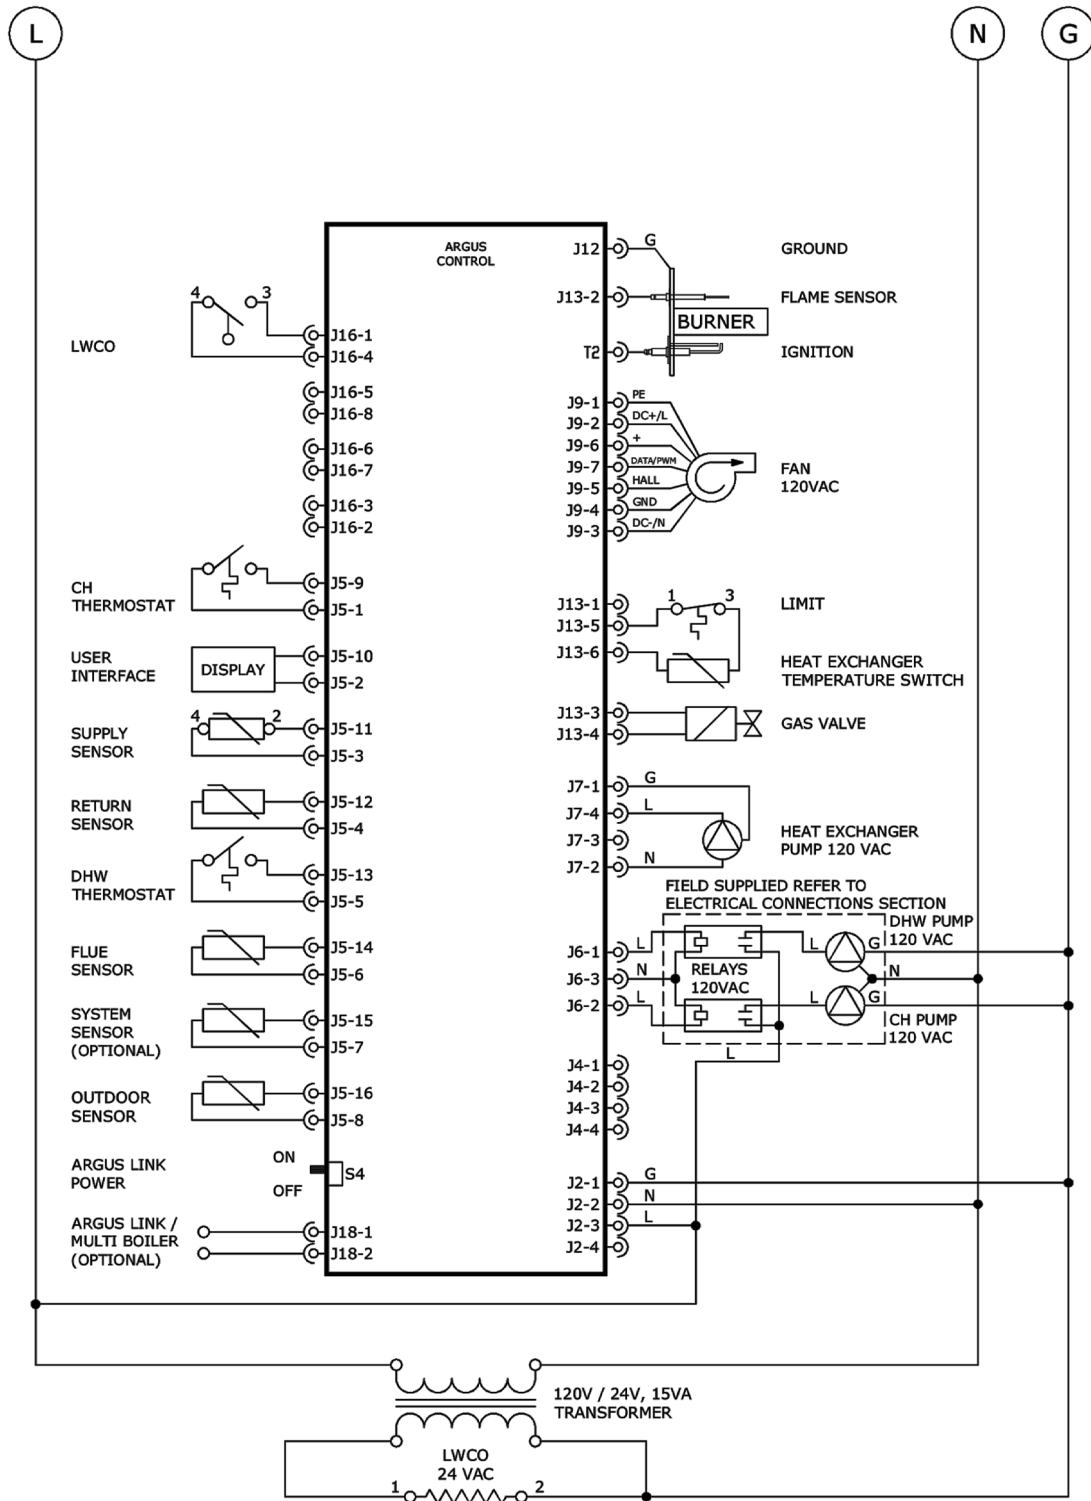 L
N
G
ARGUS
CONTROL
4
3
LWCO
J16-1
J16-4
J16-5
J16-8
J16-6
J16-7
J16-3
J16-2
CH
THERMOSTAT
J5-9
J5-1
USER
INTERFACE
DISPLAY
J5-10
J5-2
SUPPLY
SENSOR
4
2
J5-11
J5-3
RETURN
SENSOR
J5-12
J5-4
DHW
THERMOSTAT
J5-13
J5-5
FLUE
SENSOR
J5-14
J5-6
SYSTEM
SENSOR
(OPTIONAL)
J5-15
J5-7
OUTDOOR
SENSOR
J5-16
J5-8
ARGUS LINK
POWER
ON
OFF
S4
ARGUS LINK /
MULTI BOILER
(OPTIONAL)
J18-1
J18-2
J12
G
GROUND
J13-2
FLAME SENSOR
BURNER
T2
IGNITION
J9-1
PE
J9-2
DC+/L
J9-6
+
J9-7
DATA/PWM
J9-5
HALL
J9-4
GND
J9-3
DC-/N
FAN
120VAC
J13-1
J13-5
J13-6
1
3
LIMIT
HEAT EXCHANGER
TEMPERATURE SWITCH
J13-3
J13-4
GAS VALVE
J7-1
G
J7-4
L
J7-3
J7-2
N
HEAT EXCHANGER
PUMP 120 VAC
FIELD SUPPLIED REFER TO
ELECTRICAL CONNECTIONS SECTION
DHW PUMP
120 VAC
J6-1
L
J6-3
N
J6-2
L
RELAYS
120VAC
L
G
N
L
G
CH PUMP
120 VAC
L
J4-1
J4-2
J4-3
J4-4
J2-1
G
J2-2
N
J2-3
L
J2-4
120V / 24V, 15VA
TRANSFORMER
LWCO
24 VAC
1
2